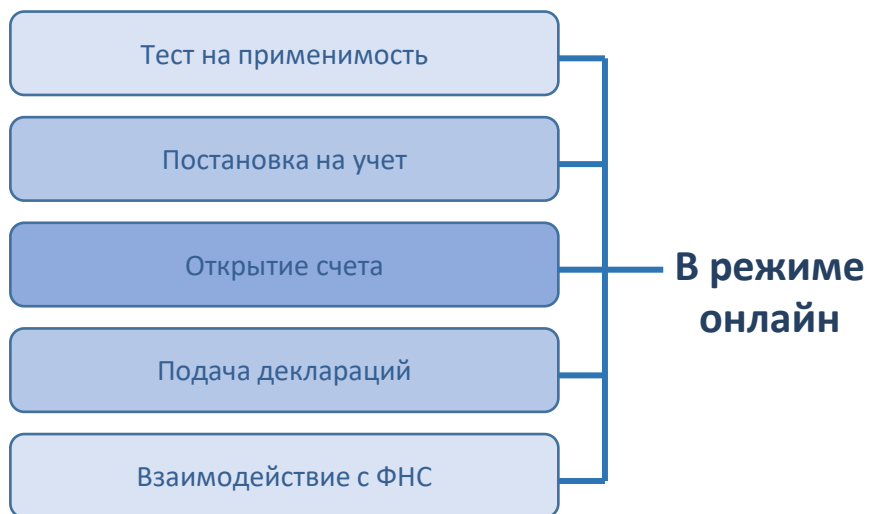 Тест на применимость
Постановка на учет
Открытие счета
Подача деклараций
Взаимодействие с ФНС
В режиме
онлайн